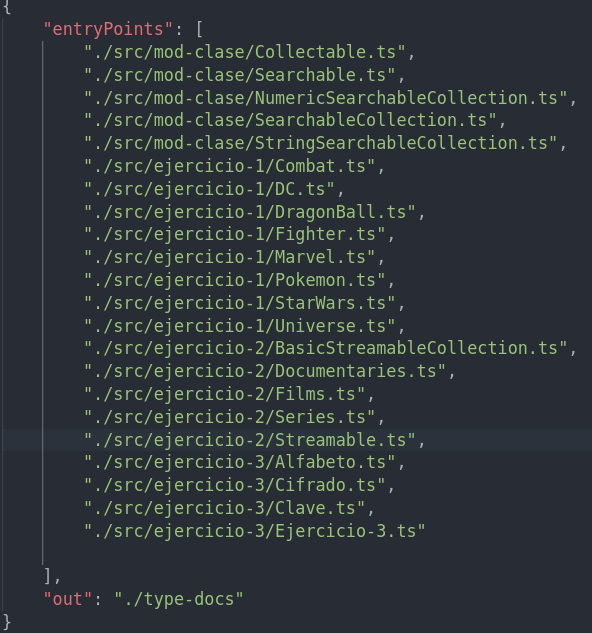 {
    "entryPoints": [
        "./src/mod-clase/Collectable.ts",
        "./src/mod-clase/Searchable.ts",
        "./src/mod-clase/NumericSearchableCollection.ts",
        "./src/mod-clase/SearchableCollection.ts",
        "./src/mod-clase/StringSearchableCollection.ts",
        "./src/ejercicio-1/Combat.ts",
        "./src/ejercicio-1/DC.ts",
        "./src/ejercicio-1/DragonBall.ts",
        "./src/ejercicio-1/Fighter.ts",
        "./src/ejercicio-1/Marvel.ts",
        "./src/ejercicio-1/Pokemon.ts",
        "./src/ejercicio-1/StarWars.ts",
        "./src/ejercicio-1/Universe.ts",
        "./src/ejercicio-2/BasicStreamableCollection.ts",
        "./src/ejercicio-2/Documentaries.ts",
        "./src/ejercicio-2/Films.ts",
        "./src/ejercicio-2/Series.ts",
        "./src/ejercicio-2/Streamable.ts",
        "./src/ejercicio-3/Alfabeto.ts",
        "./src/ejercicio-3/Cifrado.ts",
        "./src/ejercicio-3/Clave.ts",
        "./src/ejercicio-3/Ejercicio-3.ts"
    ],
    "out": "./type-docs"
}